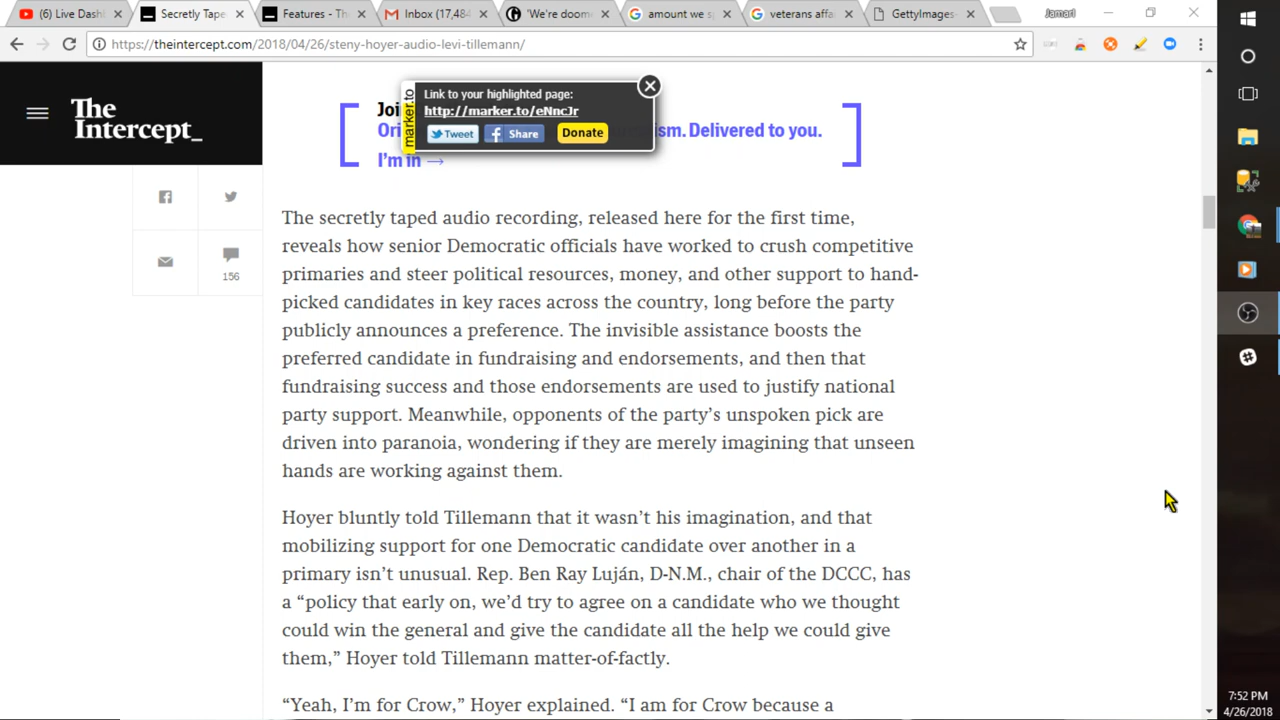 (6) Live Dashb
Secretly Tape
Features - The
Inbox (17,484
'We're doom
amount we s
veterans affa
GettyImages
Jamarl
https://theintercept.com/2018/04/26/steny-hoyer-audio-levi-tillemann/
The
Intercept_
156
Link to your highlighted page:
http://marker.to/eNncJr
marker.to
Tweet
Share
Donate
Joi
Ori
ism. Delivered to you.
I'm in →
The secretly taped audio recording, released here for the first time,
reveals how senior Democratic officials have worked to crush competitive
primaries and steer political resources, money, and other support to hand-
picked candidates in key races across the country, long before the party
publicly announces a preference. The invisible assistance boosts the
preferred candidate in fundraising and endorsements, and then that
fundraising success and those endorsements are used to justify national
party support. Meanwhile, opponents of the party's unspoken pick are
driven into paranoia, wondering if they are merely imagining that unseen
hands are working against them.
Hoyer bluntly told Tillemann that it wasn't his imagination, and that
mobilizing support for one Democratic candidate over another in a
primary isn't unusual. Rep. Ben Ray Luján, D-N.M., chair of the DCCC, has
a “policy that early on, we'd try to agree on a candidate who we thought
could win the general and give the candidate all the help we could give
them,” Hoyer told Tillemann matter-of-factly.
“Yeah, I'm for Crow,” Hoyer explained. “I am for Crow because a
7:52 PM
4/26/2018